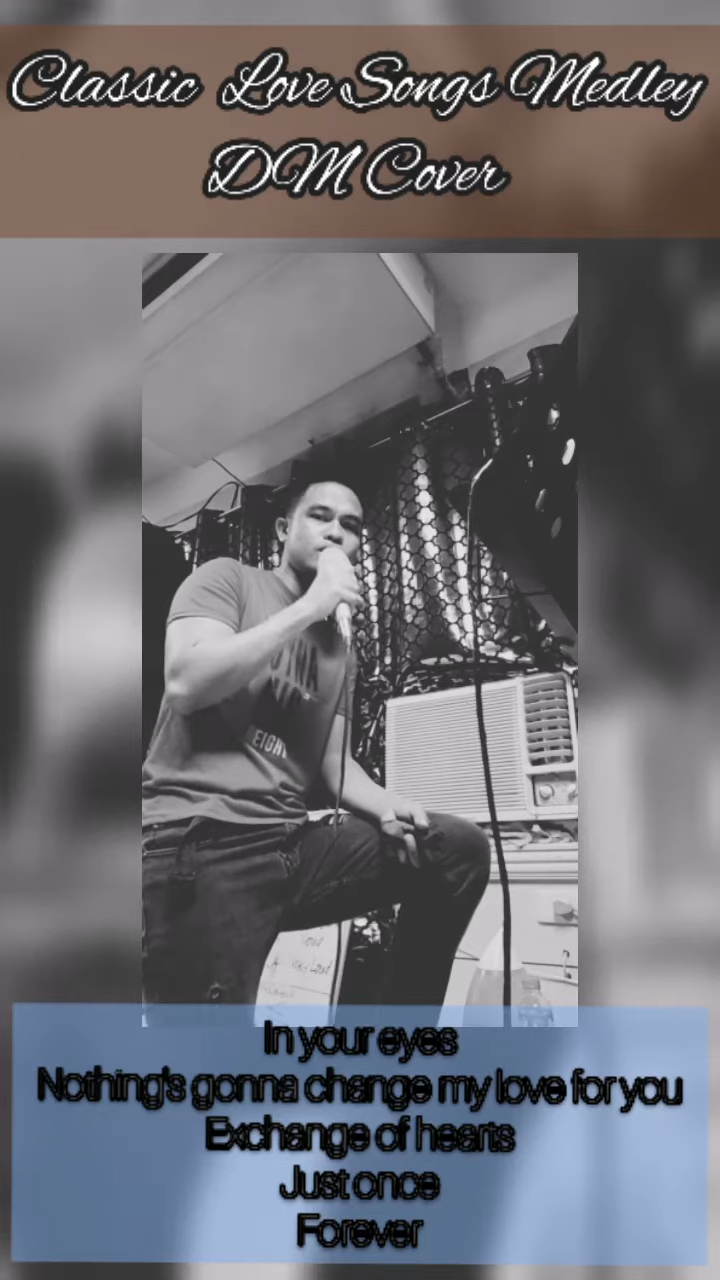 Classic Love Songs Medley
DM Cover
EIGHT
In your eyes
Nothing's gonna change my love for you
Exchange of hearts
Just once
Forever